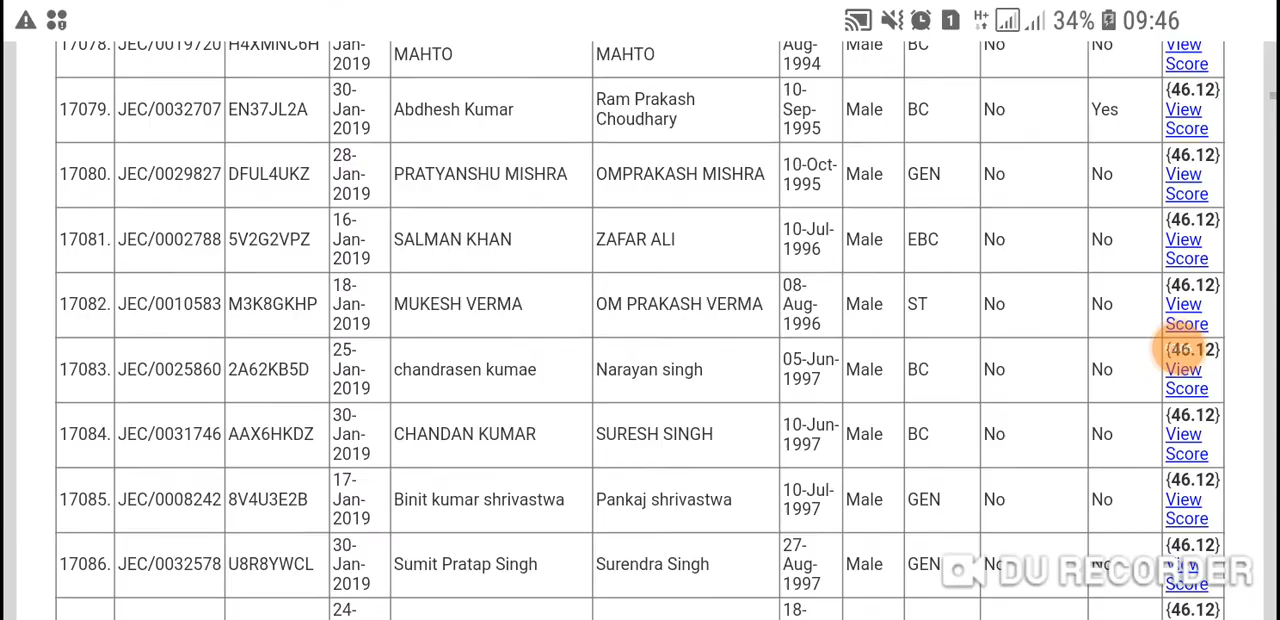 34% 09:46
17078. JEC/0019720 H4XMNC6H Jan-2019 MAHTO MAHTO Aug-1994 Male BC No No View Score
17079. JEC/0032707 EN37JL2A 30-Jan-2019 Abdhesh Kumar Ram Prakash Choudhary 10-Sep-1995 Male BC No Yes {46.12} View Score
17080. JEC/0029827 DFUL4UKZ 28-Jan-2019 PRATYANSHU MISHRA OMPRAKASH MISHRA 10-Oct-1995 Male GEN No No {46.12} View Score
17081. JEC/0002788 5V2G2VPZ 16-Jan-2019 SALMAN KHAN ZAFAR ALI 10-Jul-1996 Male EBC No No {46.12} View Score
17082. JEC/0010583 M3K8GKHP 18-Jan-2019 MUKESH VERMA OM PRAKASH VERMA 08-Aug-1996 Male ST No No {46.12} View Score
17083. JEC/0025860 2A62KB5D 25-Jan-2019 chandrasen kumae Narayan singh 05-Jun-1997 Male BC No No {46.12} View Score
17084. JEC/0031746 AAX6HKDZ 30-Jan-2019 CHANDAN KUMAR SURESH SINGH 10-Jun-1997 Male BC No No {46.12} View Score
17085. JEC/0008242 8V4U3E2B 17-Jan-2019 Binit kumar shrivastwa Pankaj shrivastwa 10-Jul-1997 Male GEN No No {46.12} View Score
17086. JEC/0032578 U8R8YWCL 30-Jan-2019 Sumit Pratap Singh Surendra Singh 27-Aug-1997 Male GEN No No {46.12} View Score
24- 18- {46.12}
DU RECORDER